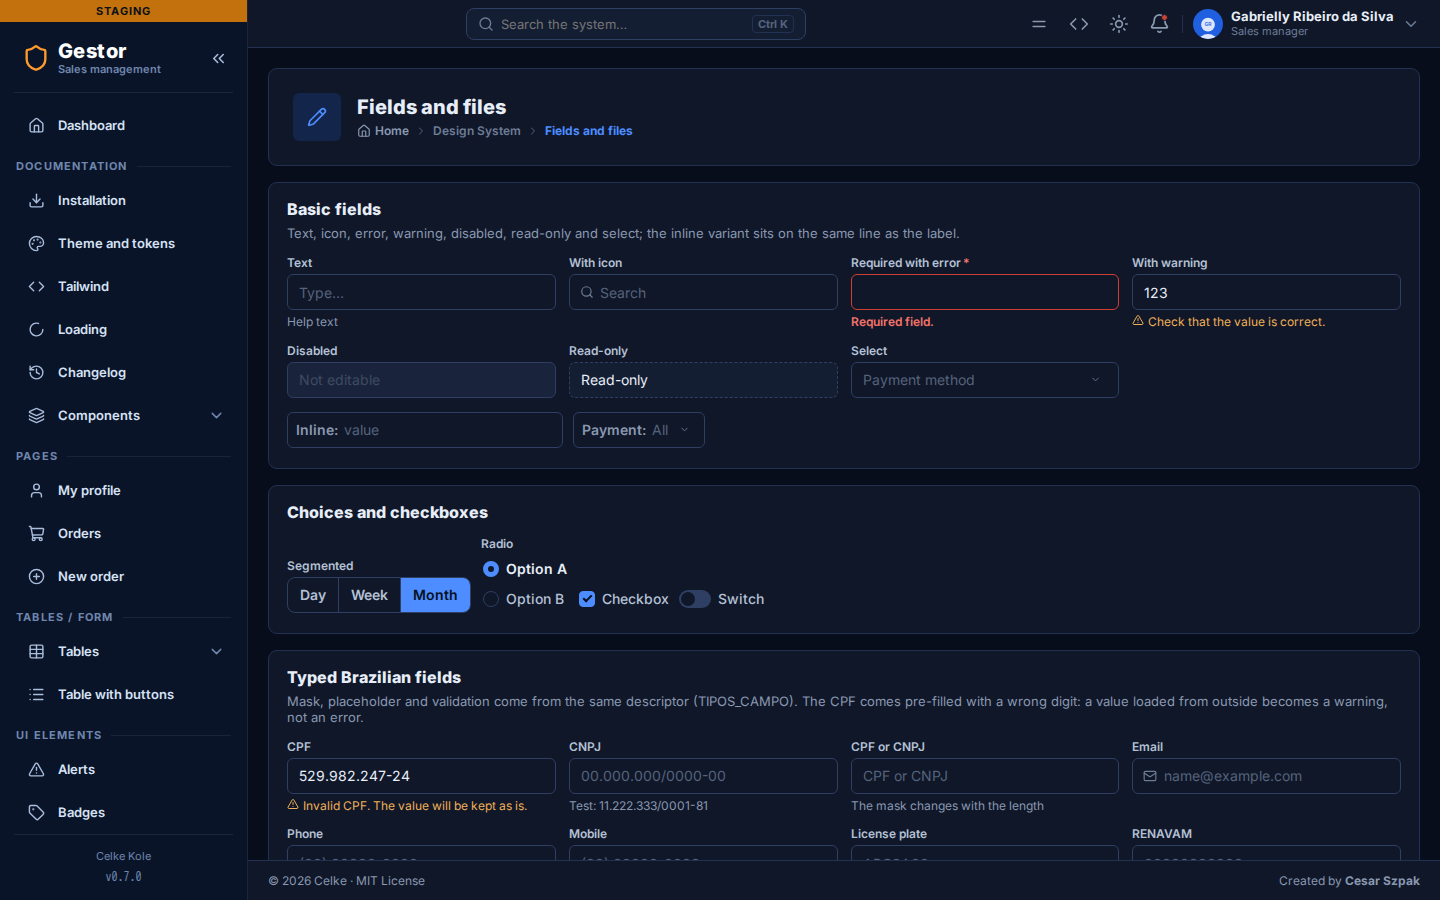 STAGING
Gestor
Sales management
Dashboard
DOCUMENTATION
Installation
Theme and tokens
Tailwind
Loading
Changelog
Components
PAGES
My profile
Orders
New order
TABLES / FORM
Tables
Table with buttons
UI ELEMENTS
Alerts
Badges
Celke Kole
v0.7.0
Search the system...
Ctrl K
GR
Gabrielly Ribeiro da Silva
Sales manager
Fields and files
Home
Design System
Fields and files
Basic fields
Text, icon, error, warning, disabled, read-only and select; the inline variant sits on the same line as the label.
Text
With icon
Required with error *
With warning
Type...
Search
123
Help text
Required field.
Check that the value is correct.
Disabled
Read-only
Select
Not editable
Read-only
Payment method
Inline: value
Payment: All
Choices and checkboxes
Segmented
Day
Week
Month
Radio
Option A
Option B
Checkbox
Switch
Typed Brazilian fields
Mask, placeholder and validation come from the same descriptor (TIPOS_CAMPO). The CPF comes pre-filled with a wrong digit: a value loaded from outside becomes a warning,
not an error.
CPF
CNPJ
CPF or CNPJ
Email
529.982.247-24
00.000.000/0000-00
CPF or CNPJ
name@example.com
Invalid CPF. The value will be kept as is.
Test: 11.222.333/0001-81
The mask changes with the length
Phone
Mobile
License plate
RENAVAM
© 2026 Celke · MIT License
Created by Cesar Szpak